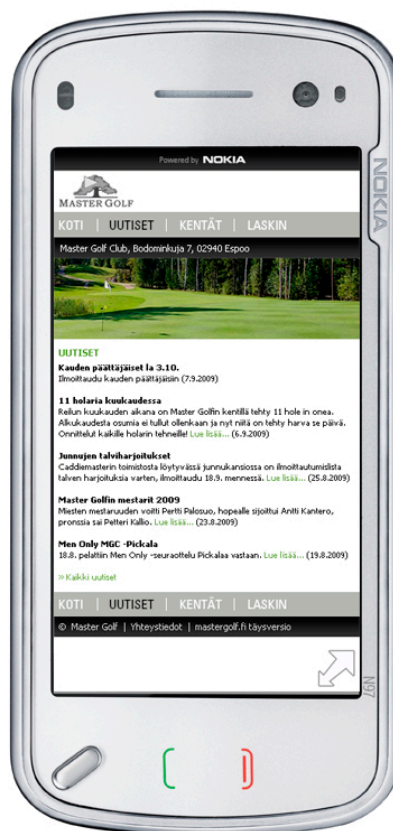 Powered by NOKIA
NOKIA
MASTER GOLF
KOTI | UUTISET | KENTÄT | LASKIN
Master Golf Club, Bodominkuja 7, 02940 Espoo
UUTISET
Kauden päättäjäiset la 3.10.
Ilmoittaudu kauden päättäjäisiin (7.9.2009)
11 holaria kuukaudessa
Reilun kuukauden aikana on Master Golfin kentillä tehty 11 hole in onea.
Alkukaudesta osumia ei tullut ollenkaan ja nyt niitä on tehty harva se päivä.
Onnittelut kaikille holarin tehneille! Lue lisää... (6.9.2009)
Junnujen talviharjoitukset
Caddiemasterin toimistosta löytyvässä junnukansiossa on ilmoittautumislista
talven harjoituksia varten, ilmoittaudu 18.9. mennessä. Lue lisää... (25.8.2009)
Master Golfin mestarit 2009
Miesten mestaruuden voitti Pertti Palosuo, hopealle sijoittui Antti Kantero,
pronssia sai Petteri Kallio. Lue lisää... (23.8.2009)
Men Only MGC -Pickala
18.8. pelattiin Men Only -seuraottelu Pickalaa vastaan. Lue lisää... (19.8.2009)
» Kaikki uutiset
KOTI | UUTISET | KENTÄT | LASKIN
© Master Golf | Yhteystiedot | mastergolf.fi täysversio
N97